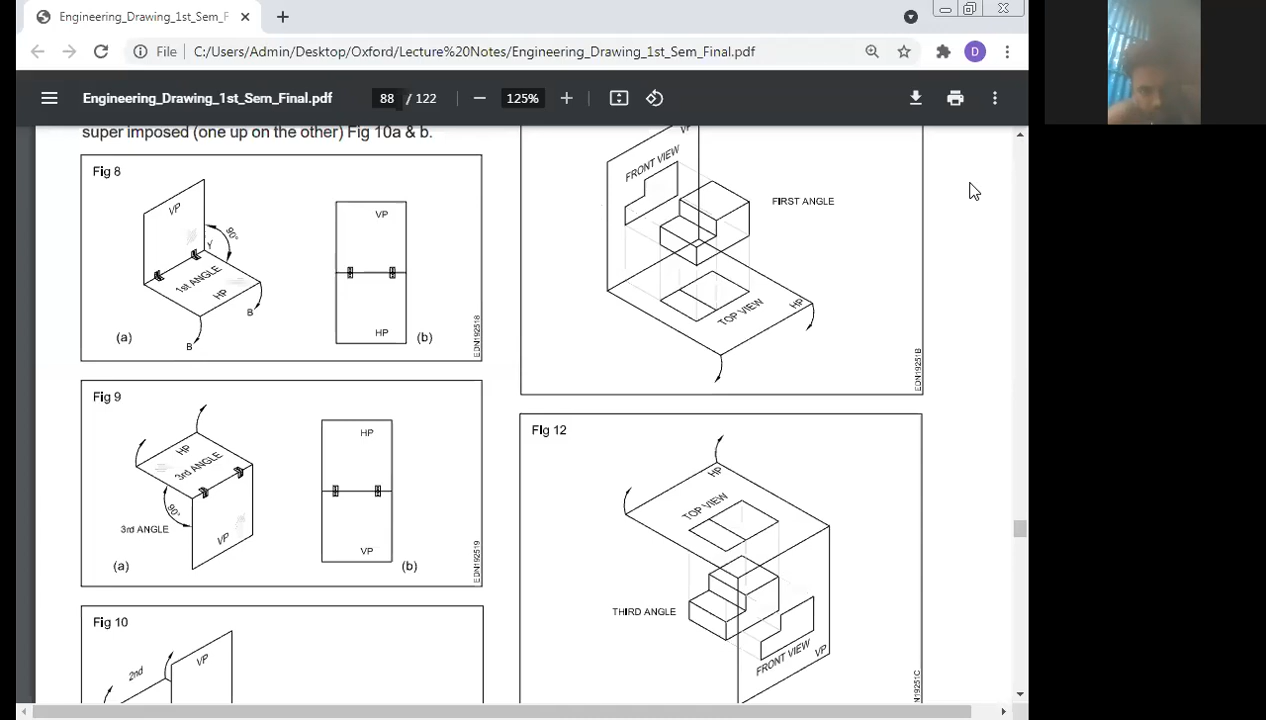 Engineering_Drawing_1st_Sem_Fina
File
C:/Users/Admin/Desktop/Oxford/Lecture%20Notes/Engineering_Drawing_1st_Sem_Final.pdf
D
Engineering_Drawing_1st_Sem_Final.pdf
88 / 122
125%
super imposed (one up on the other) Fig 10a & b.
Fig 8
VP
90°
Y
1st ANGLE
HP
B
B
(a)
VP
HP
(b)
EDN192518
Fig 9
HP
3rd ANGLE
90°
3rd ANGLE
VP
(a)
HP
VP
(b)
EDN192519
Fig 10
2nd
VP
FRONT VIEW
FIRST ANGLE
TOP VIEW
HP
EDN19251B
Fig 12
HP
TOP VIEW
THIRD ANGLE
FRONT VIEW
VP
N19251C